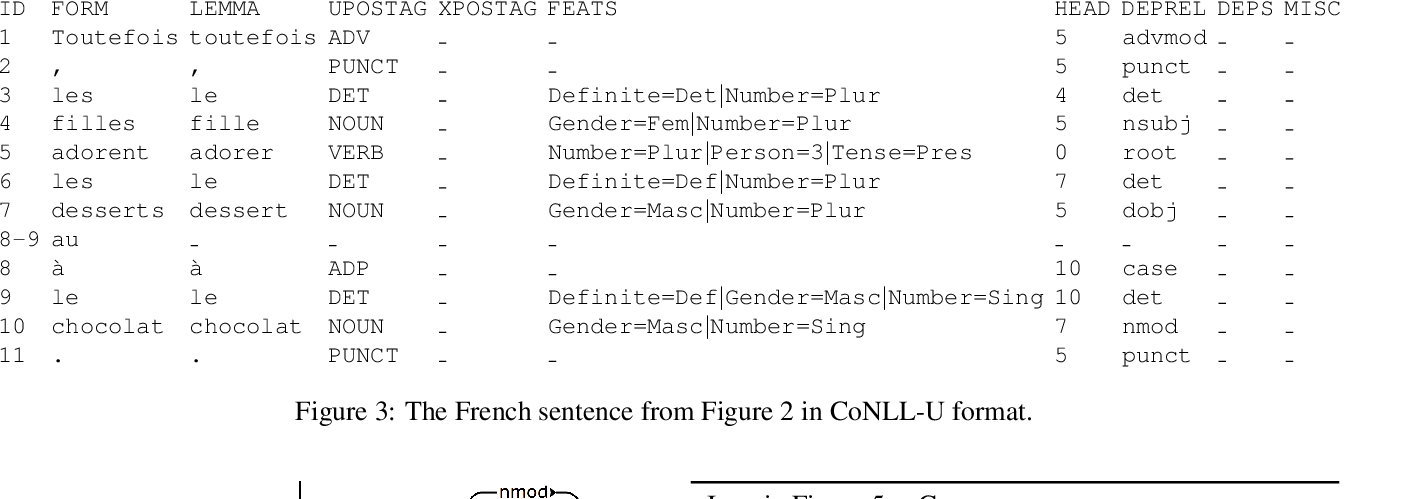 ID FORM LEMMA UPOSTAG XPOSTAG FEATS HEAD DEPREL DEPS MISC
1 Toutefois toutefois ADV _ _ 5 advmod _ _
2 , , PUNCT _ _ 5 punct _ _
3 les le DET _ Definite=Det|Number=Plur 4 det _ _
4 filles fille NOUN _ Gender=Fem|Number=Plur 5 nsubj _ _
5 adorent adorer VERB _ Number=Plur|Person=3|Tense=Pres 0 root _ _
6 les le DET _ Definite=Def|Number=Plur 7 det _ _
7 desserts dessert NOUN _ Gender=Masc|Number=Plur 5 dobj _ _
8–9 au _ _ _ _ _ _ _ _
8 à à ADP _ _ 10 case _ _
9 le le DET _ Definite=Def|Gender=Masc|Number=Sing 10 det _ _
10 chocolat chocolat NOUN _ Gender=Masc|Number=Sing 7 nmod _ _
11 . . PUNCT _ _ 5 punct _ _
Figure 3: The French sentence from Figure 2 in CoNLL-U format.
nmod